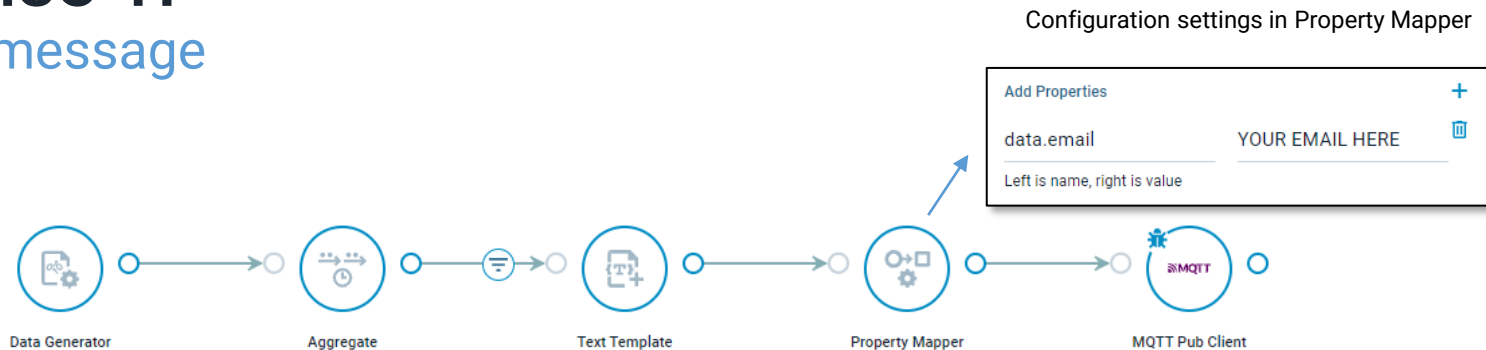 message
Configuration settings in Property Mapper
Add Properties
data.email YOUR EMAIL HERE
Left is name, right is value
{T}
MQTT
Data Generator Aggregate Text Template Property Mapper MQTT Pub Client